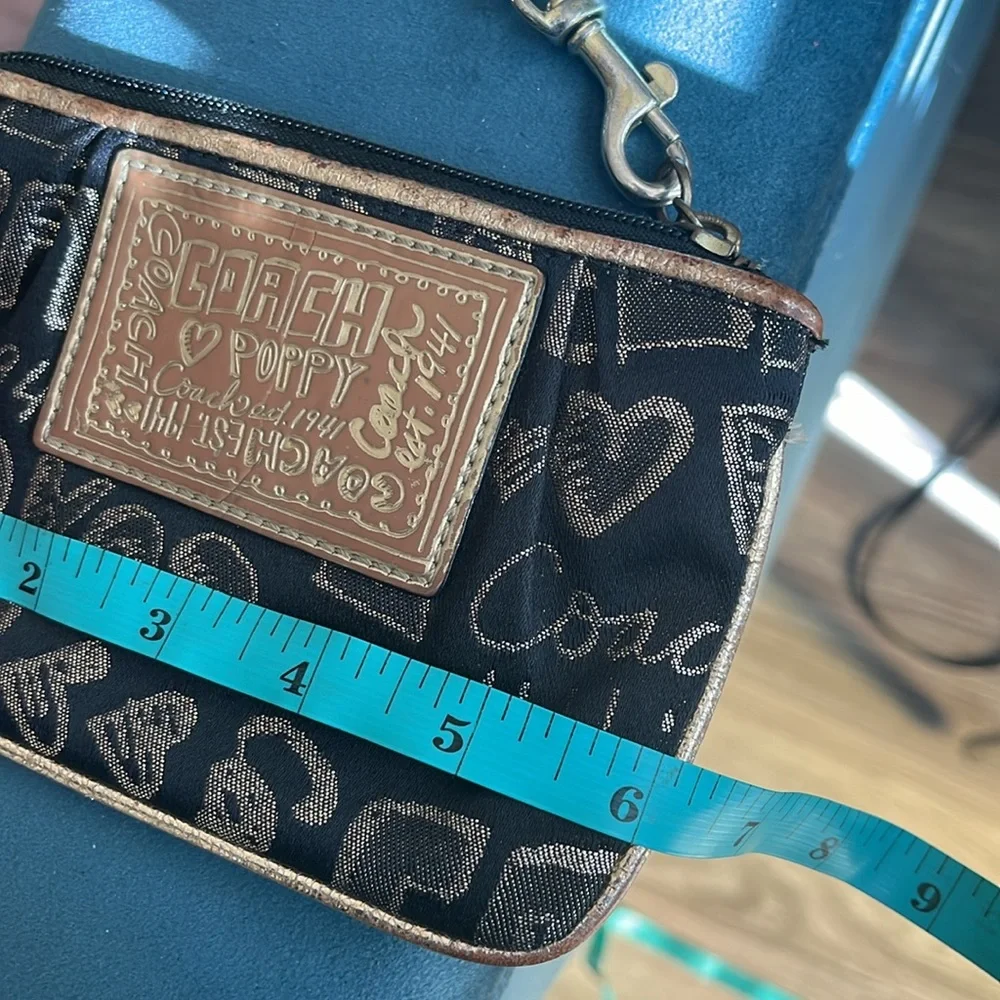 COACH
COACH
POPPY
Coach est. 1941
COACH EST. 1941
COACH
Coach
est. 1941
Coac
2 3 4 5 6 7 8 9